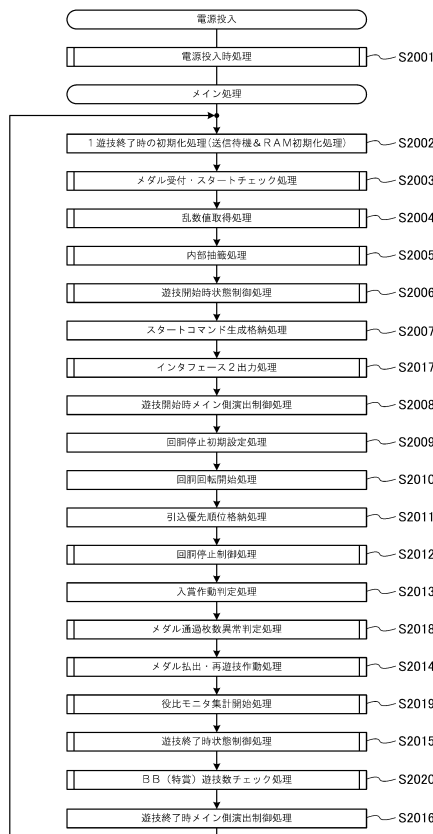 電源投入
電源投入時処理 S2001
メイン処理
1遊技終了時の初期化処理(送信待機&RAM初期化処理) S2002
メダル受付・スタートチェック処理 S2003
乱数値取得処理 S2004
内部抽籤処理 S2005
遊技開始時状態制御処理 S2006
スタートコマンド生成格納処理 S2007
インタフェース2出力処理 S2017
遊技開始時メイン側演出制御処理 S2008
回胴停止初期設定処理 S2009
回胴回転開始処理 S2010
引込優先順位格納処理 S2011
回胴停止制御処理 S2012
入賞作動判定処理 S2013
メダル通過枚数異常判定処理 S2018
メダル払出・再遊技作動処理 S2014
役比モニタ集計開始処理 S2019
遊技終了時状態制御処理 S2015
BB(特賞)遊技数チェック処理 S2020
遊技終了時メイン側演出制御処理 S2016